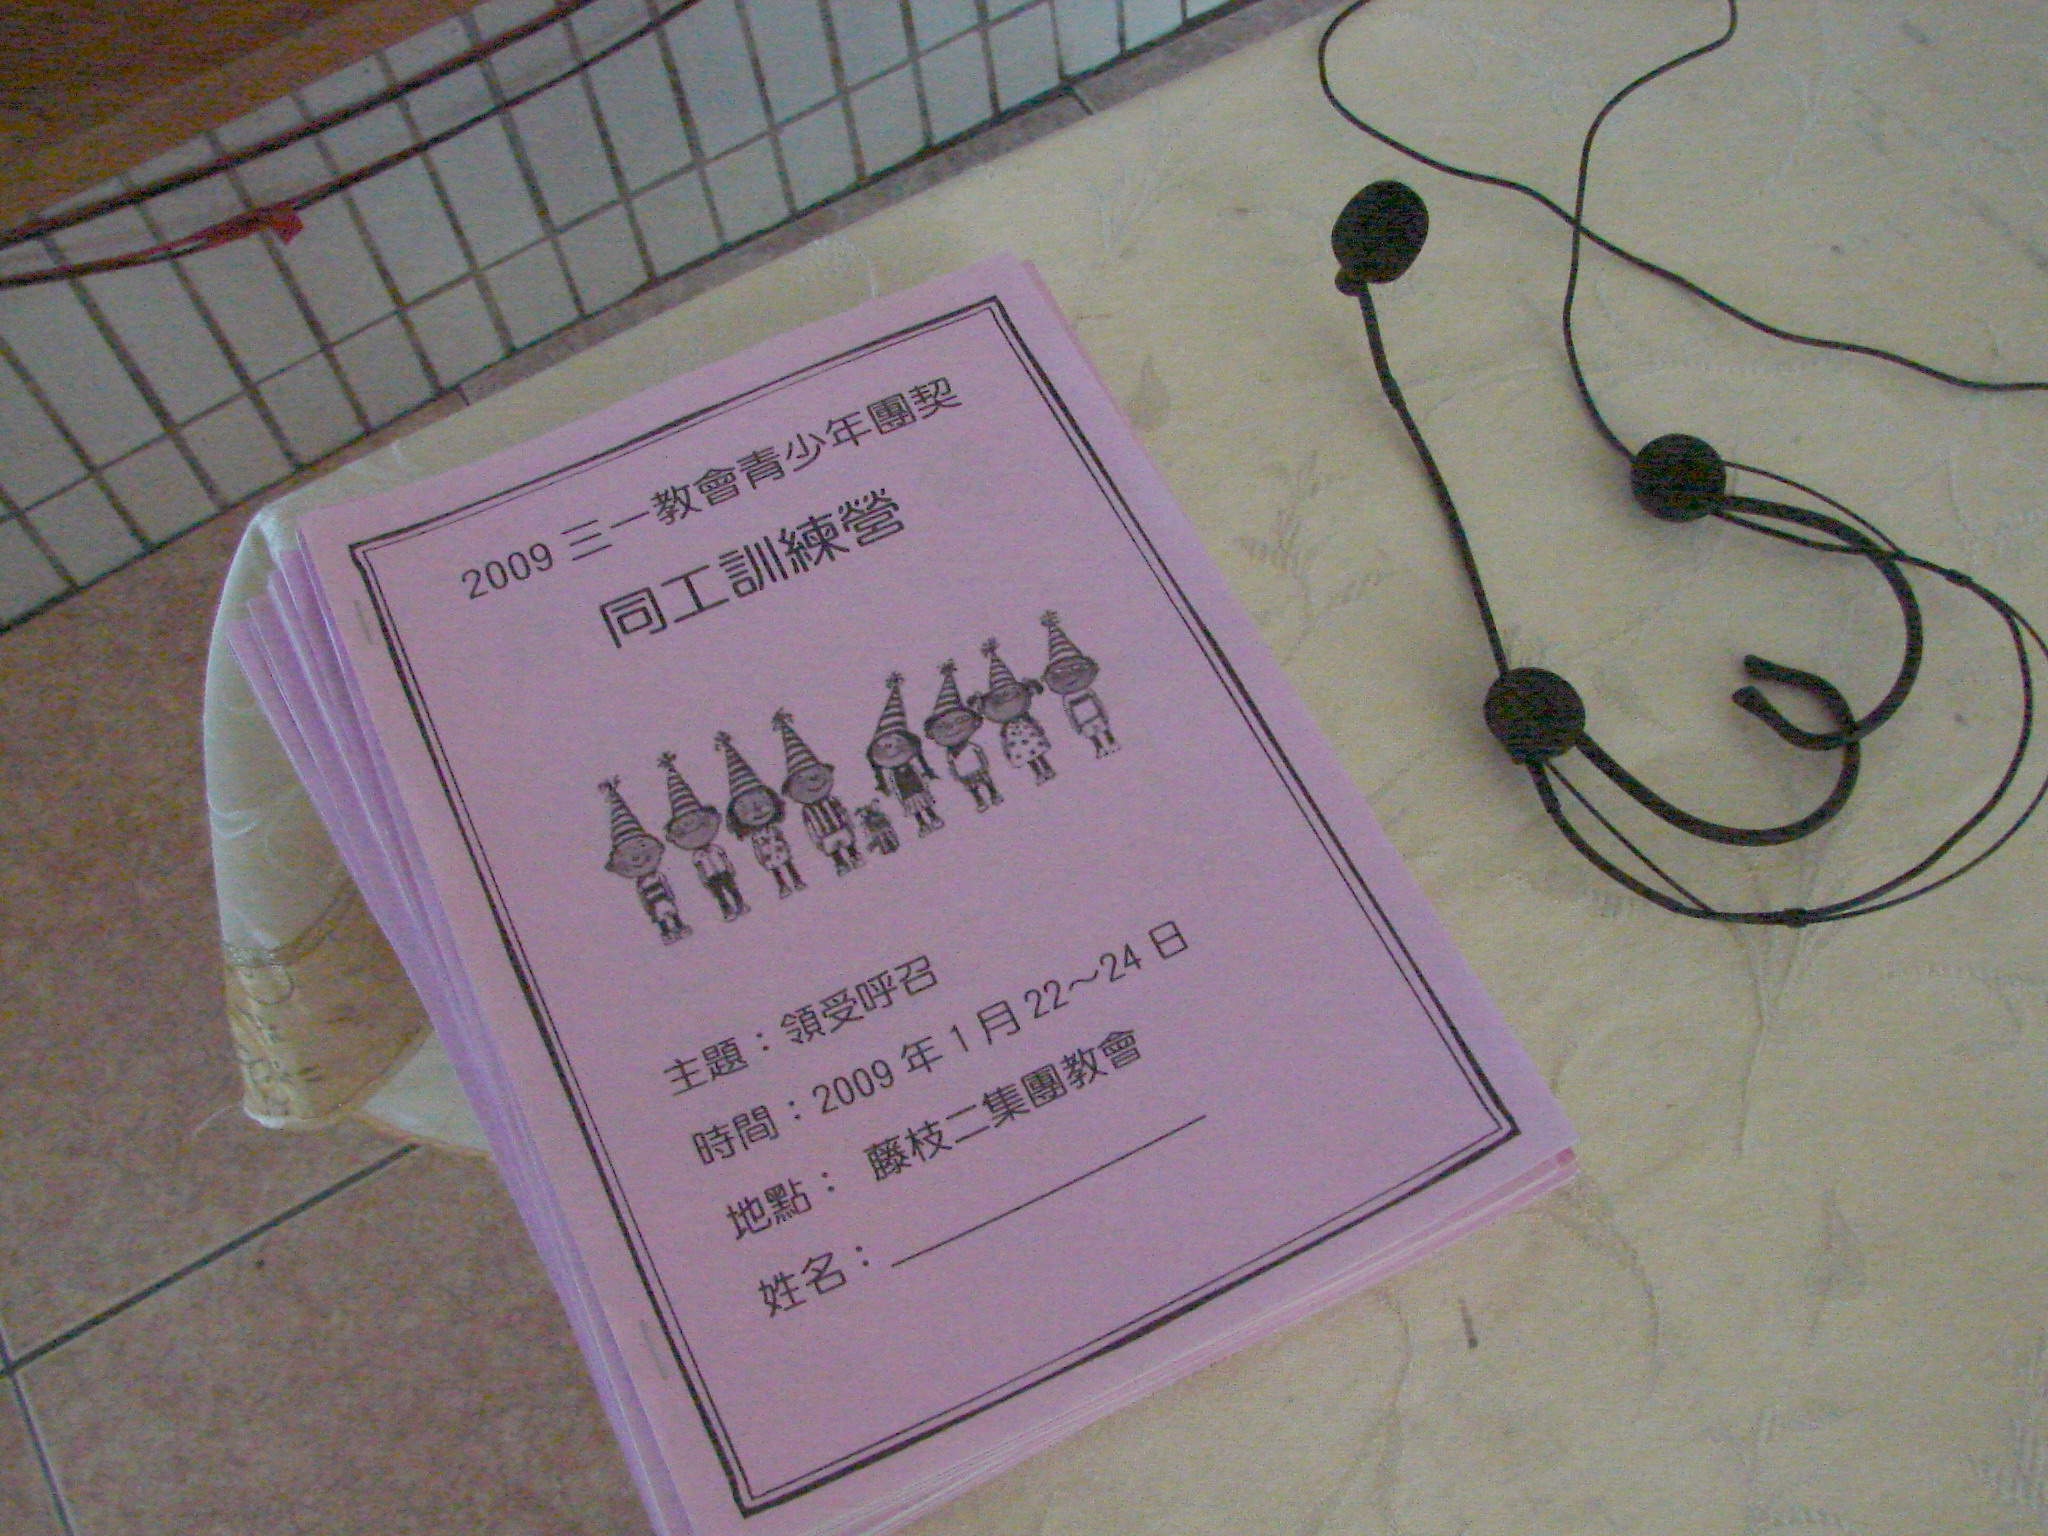 2009 三一教會青少年團契
同工訓練營
主題：領受呼召
時間：2009 年 1 月 22～24 日
地點： 藤枝二集團教會
姓名：